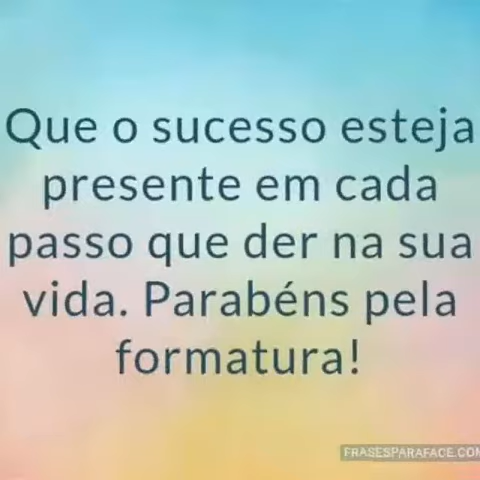 Que o sucesso esteja
presente em cada
passo que der na sua
vida. Parabéns pela
formatura!
FRASESPARAFACE.COM